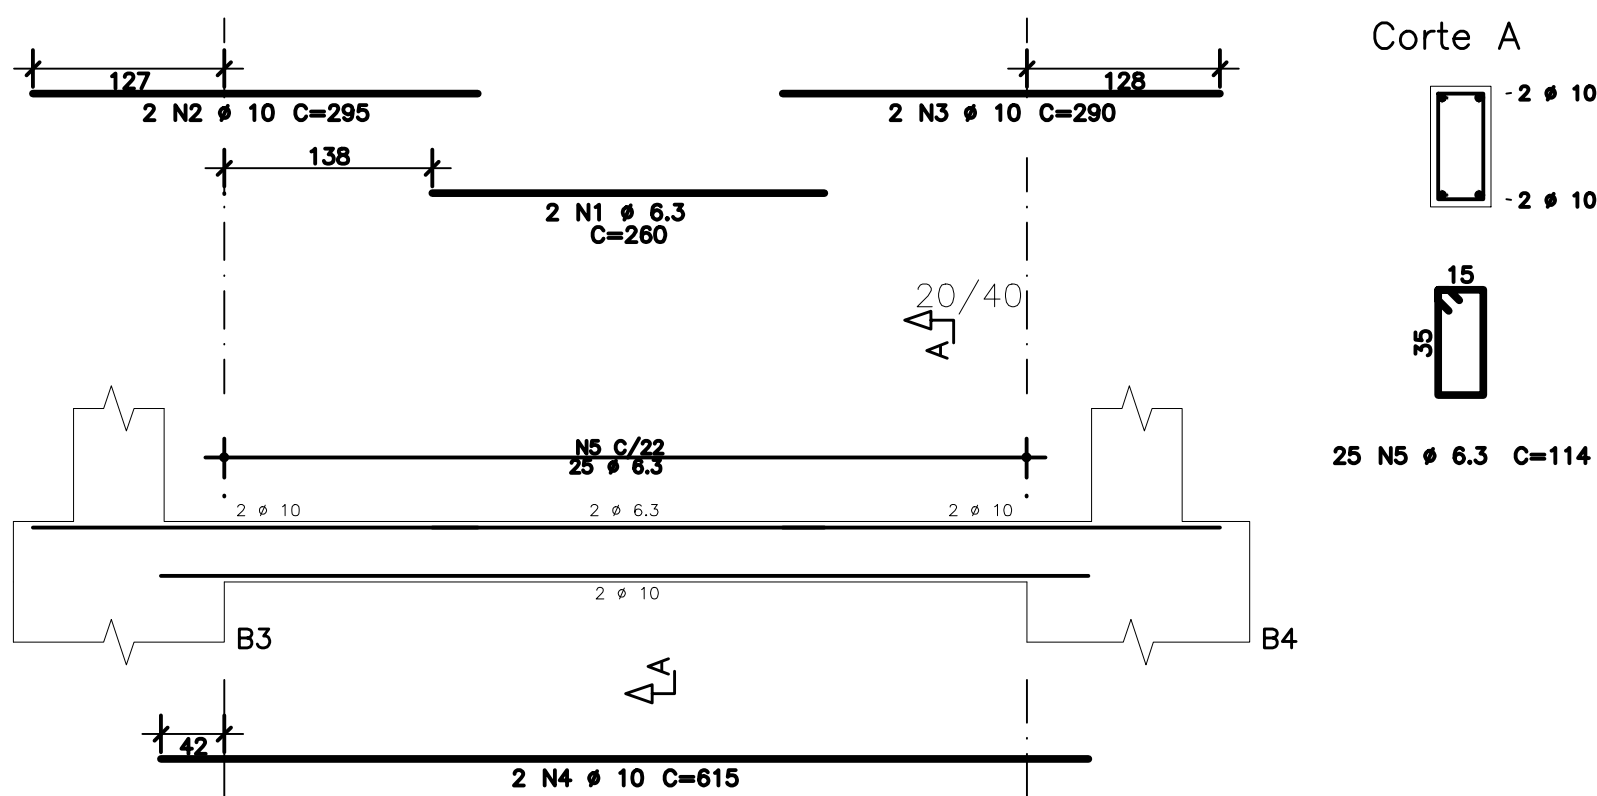 Corte A
127
128
2 N2 ø 10 C=295
2 N3 ø 10 C=290
2 ø 10
138
2 N1 ø 6.3
C=260
2 ø 10
15
35
20/40
A
N5 C/22
25 ø 6.3
25 N5 ø 6.3 C=114
2 ø 10
2 ø 6.3
2 ø 10
2 ø 10
B3
B4
A
42
2 N4 ø 10 C=615